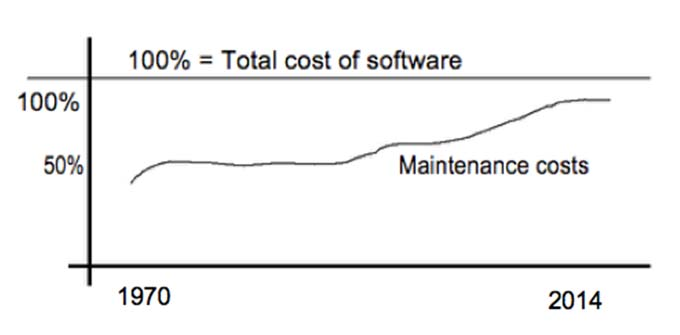 100% = Total cost of software
100%
50%
Maintenance costs
1970
2014